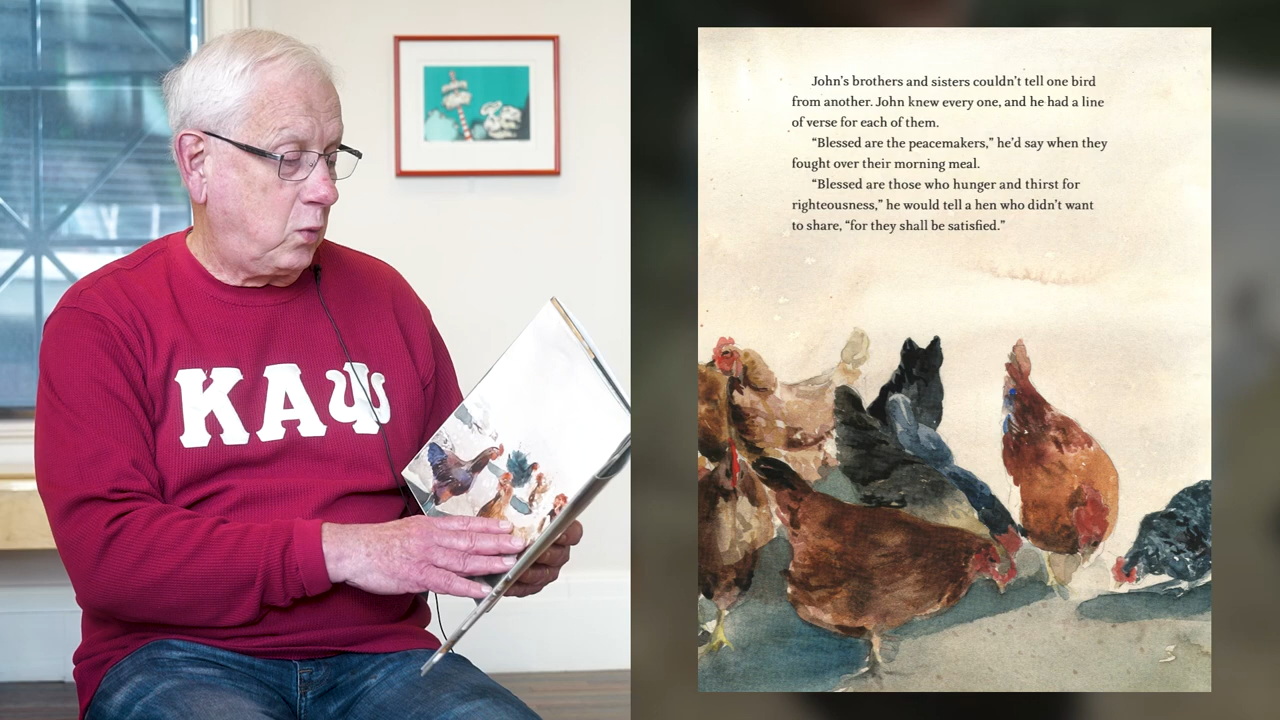 ΚΑΨ
John’s brothers and sisters couldn’t tell one bird
from another. John knew every one, and he had a line
of verse for each of them.
“Blessed are the peacemakers,” he’d say when they
fought over their morning meal.
“Blessed are those who hunger and thirst for
righteousness,” he would tell a hen who didn’t want
to share, “for they shall be satisfied.”